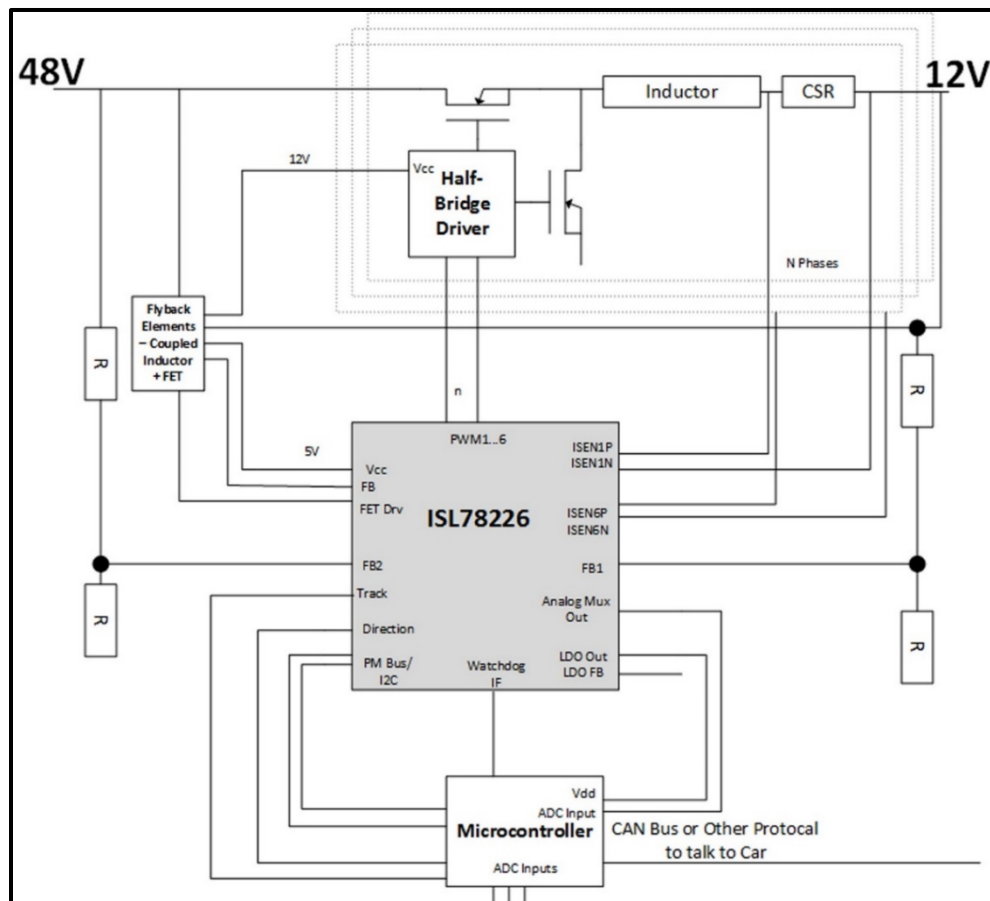 48V
12V
Inductor
CSR
12V
Vcc
Half-
Bridge
Driver
N Phases
Flyback
Elements
– Coupled
Inductor
+ FET
R
R
n
5V
PWM1...6
Vcc
FB
FET Drv
ISEN1P
ISEN1N
ISL78226
ISEN6P
ISEN6N
FB2
FB1
Track
Analog Mux
Out
Direction
R
R
PM Bus/
I2C
Watchdog
IF
LDO Out
LDO FB
Vdd
ADC Input
Microcontroller
ADC Inputs
CAN Bus or Other Protocal
to talk to Car